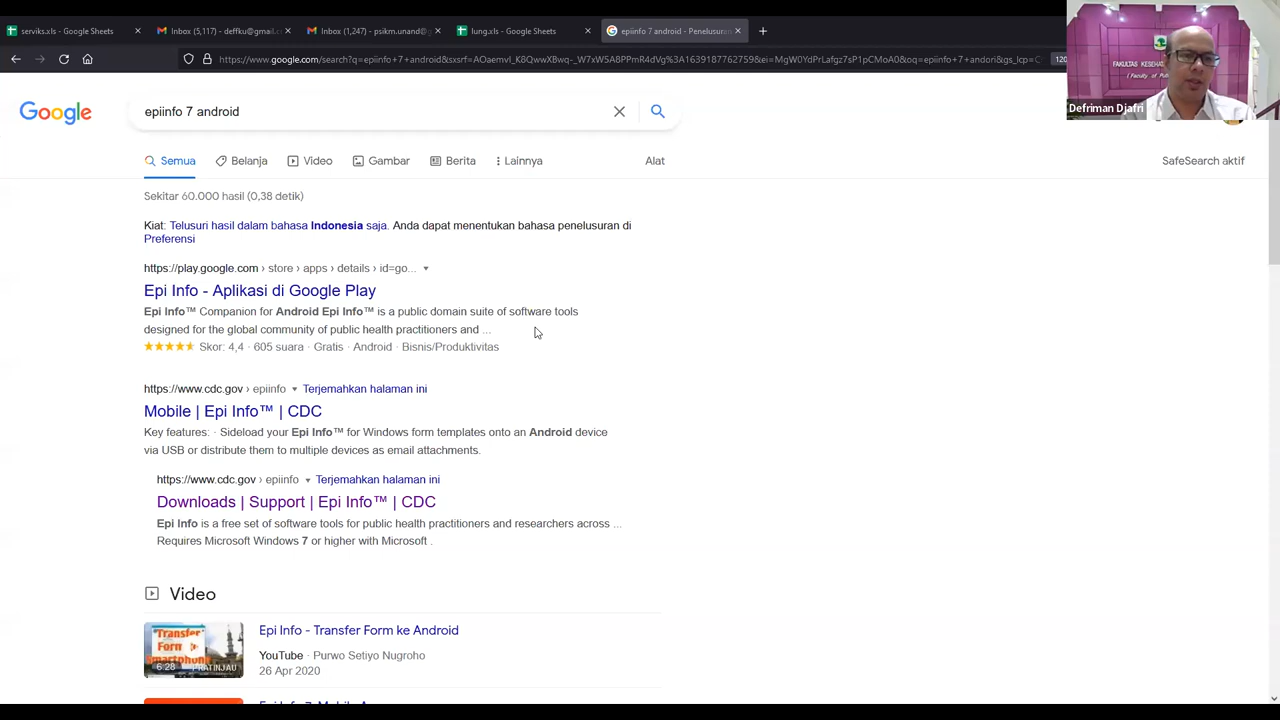 serviks.xls - Google Sheets
Inbox (5,117) - deffku@gmail.c
Inbox (1,247) - psikm.unand@g
lung.xls - Google Sheets
epiinfo 7 android - Penelusuran
FAKULTAS KESEHAT
(Faculty of Pub
Defriman Djafri
Google
epiinfo 7 android
Semua
Belanja
Video
Gambar
Berita
Lainnya
Alat
SafeSearch aktif
Sekitar 60.000 hasil (0,38 detik)
Kiat: Telusuri hasil dalam bahasa Indonesia saja. Anda dapat menentukan bahasa penelusuran di
Preferensi
https://play.google.com › store › apps › details › id=go...
Epi Info - Aplikasi di Google Play
Epi Info™ Companion for Android Epi Info™ is a public domain suite of software tools
designed for the global community of public health practitioners and ...
Skor: 4,4 · 605 suara · Gratis · Android · Bisnis/Produktivitas
https://www.cdc.gov › epiinfo Terjemahkan halaman ini
Mobile | Epi Info™ | CDC
Key features: · Sideload your Epi Info™ for Windows form templates onto an Android device
via USB or distribute them to multiple devices as email attachments.
https://www.cdc.gov › epiinfo Terjemahkan halaman ini
Downloads | Support | Epi Info™ | CDC
Epi Info is a free set of software tools for public health practitioners and researchers across ...
Requires Microsoft Windows 7 or higher with Microsoft .
Video
Transfer
Form
6:28
PRATINJAU
Epi Info - Transfer Form ke Android
YouTube · Purwo Setiyo Nugroho
26 Apr 2020